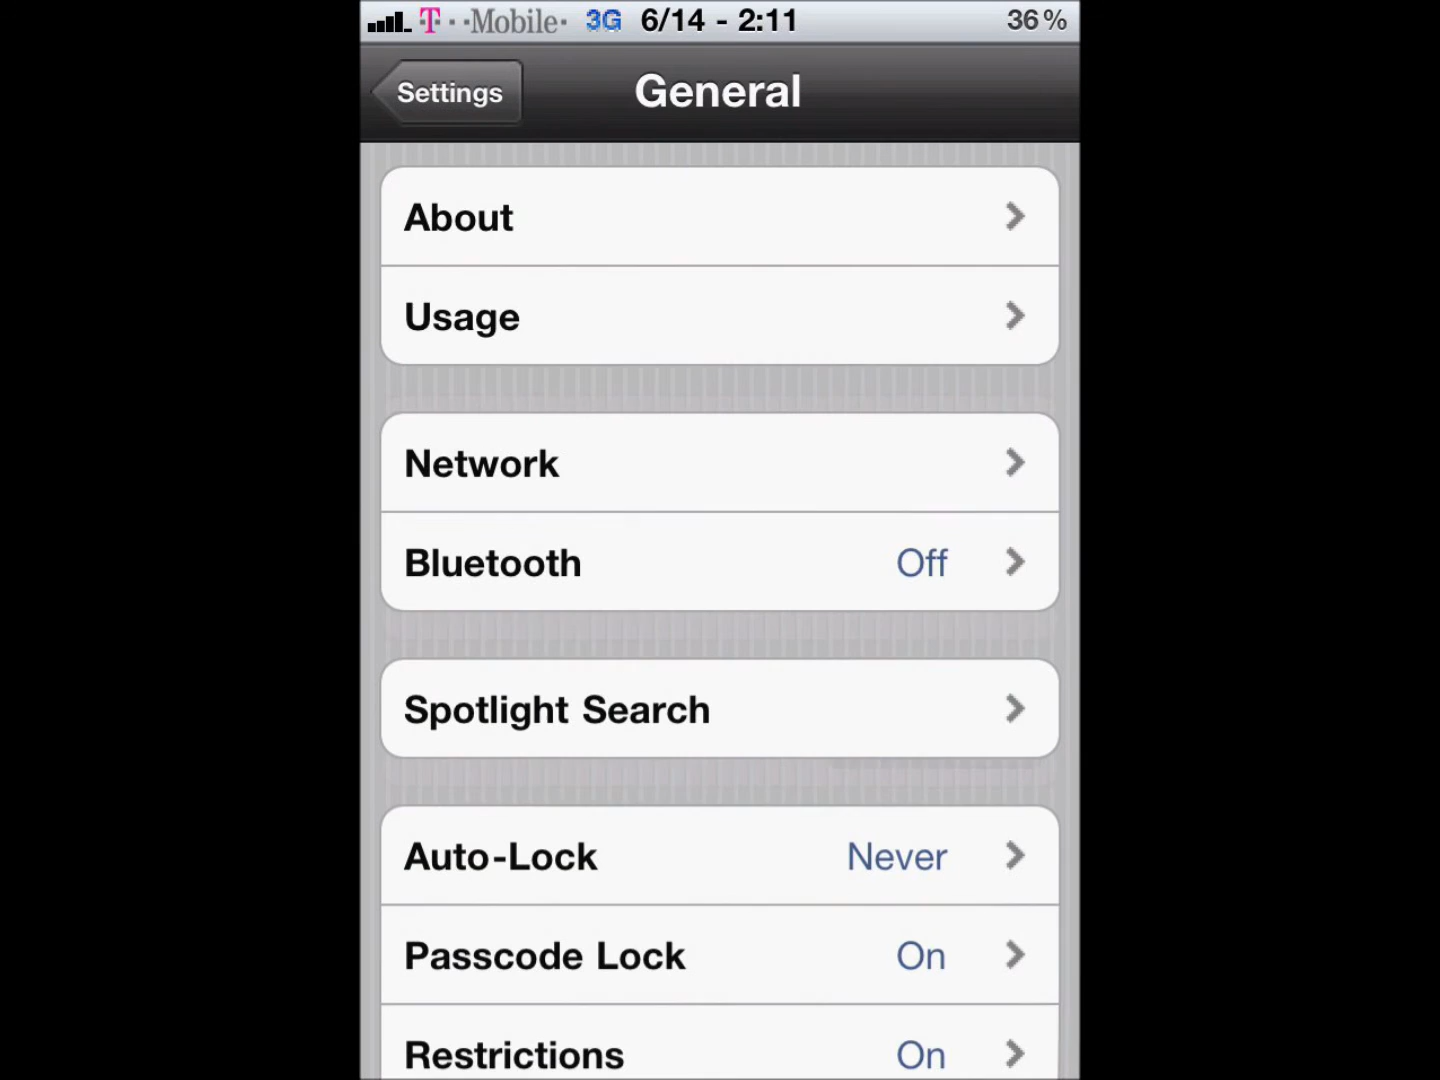 T··Mobile· 3G 6/14 - 2:11 36%
Settings General
About
Usage
Network
Bluetooth Off
Spotlight Search
Auto-Lock Never
Passcode Lock On
Restrictions On